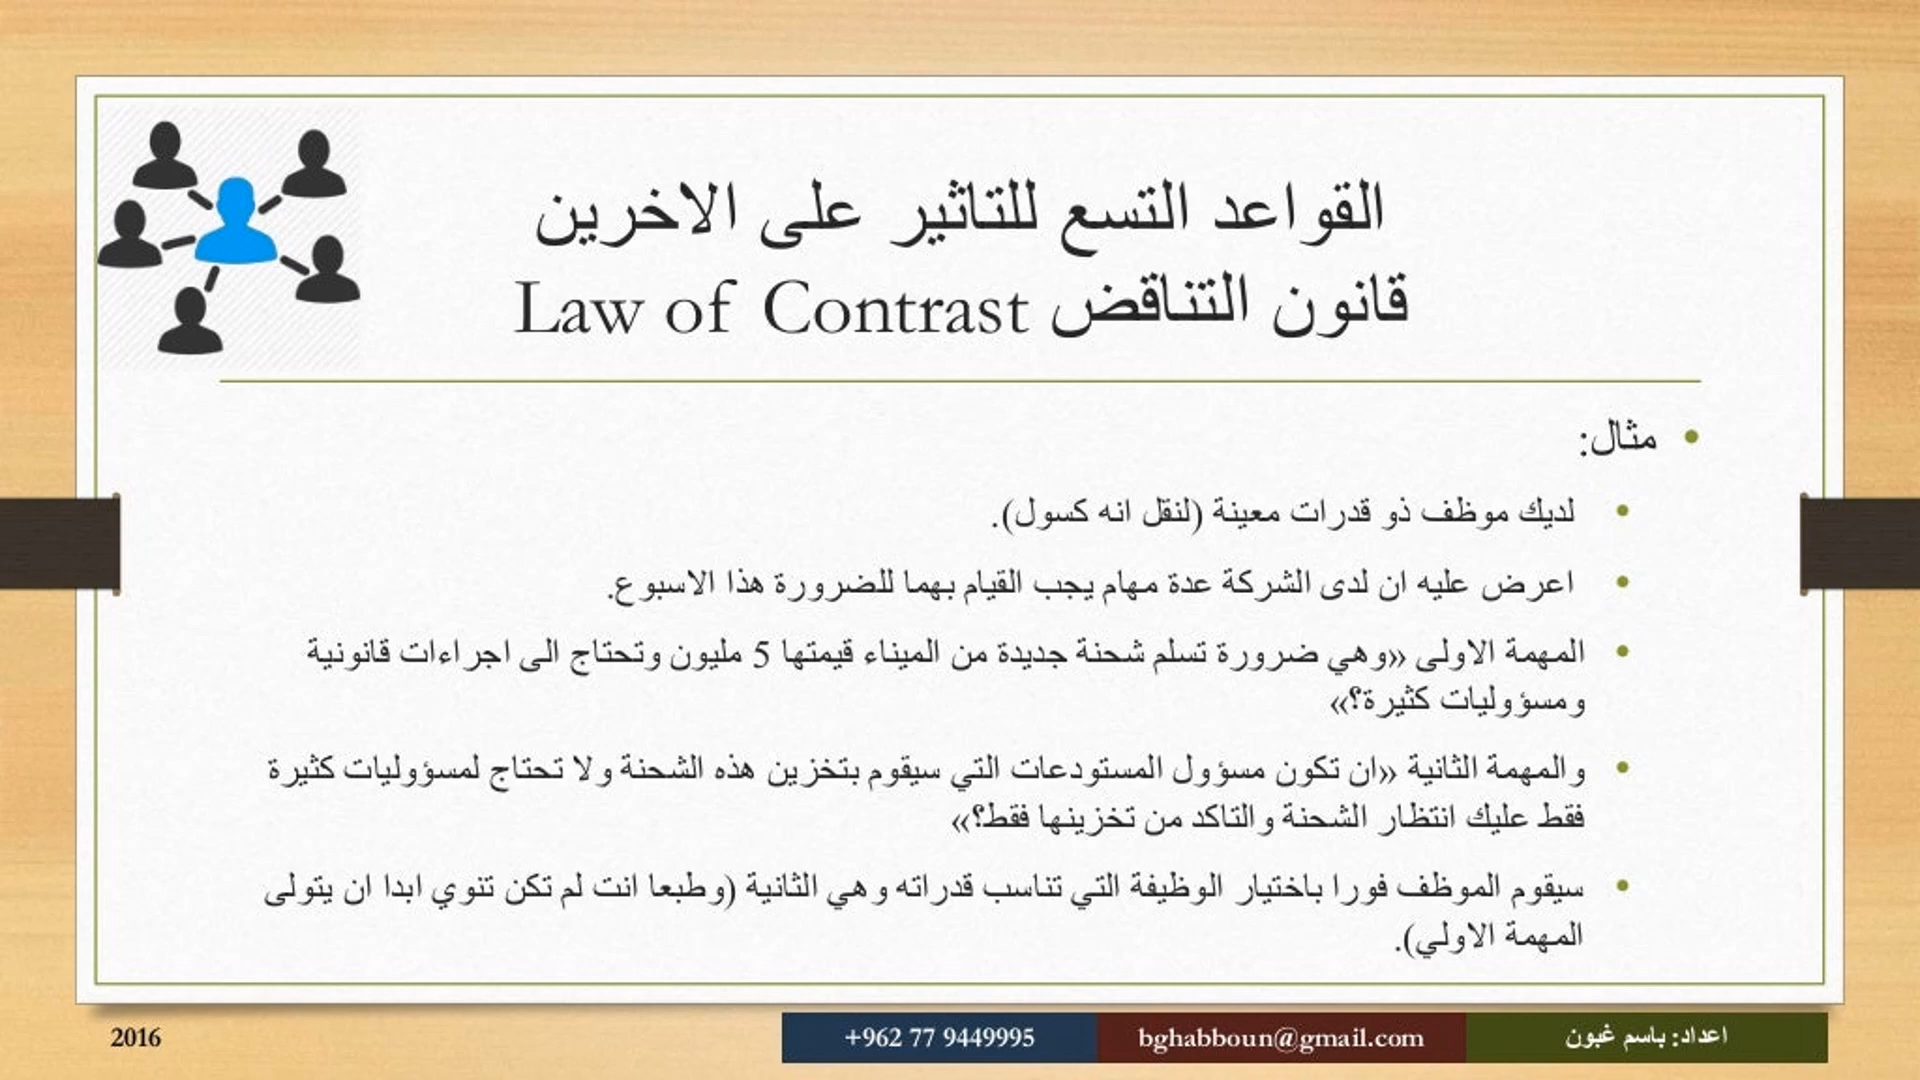 القواعد التسع للتاثير على الاخرين
قانون التناقض Law of Contrast
• مثال:
• لديك موظف ذو قدرات معينة (لنقل انه كسول).
• اعرض عليه ان لدى الشركة عدة مهام يجب القيام بهما للضرورة هذا الاسبوع.
• المهمة الاولى «وهي ضرورة تسلم شحنة جديدة من الميناء قيمتها 5 مليون وتحتاج الى اجراءات قانونية
ومسؤوليات كثيرة؟»
• والمهمة الثانية «ان تكون مسؤول المستودعات التي سيقوم بتخزين هذه الشحنة ولا تحتاج لمسؤوليات كثيرة
فقط عليك انتظار الشحنة والتاكد من تخزينها فقط؟»
• سيقوم الموظف فورا باختيار الوظيفة التي تناسب قدراته وهي الثانية (وطبعا انت لم تكن تنوي ابدا ان يتولى
المهمة الاولي).
اعداد: باسم غبون
bghabboun@gmail.com
+962 77 9449995
2016